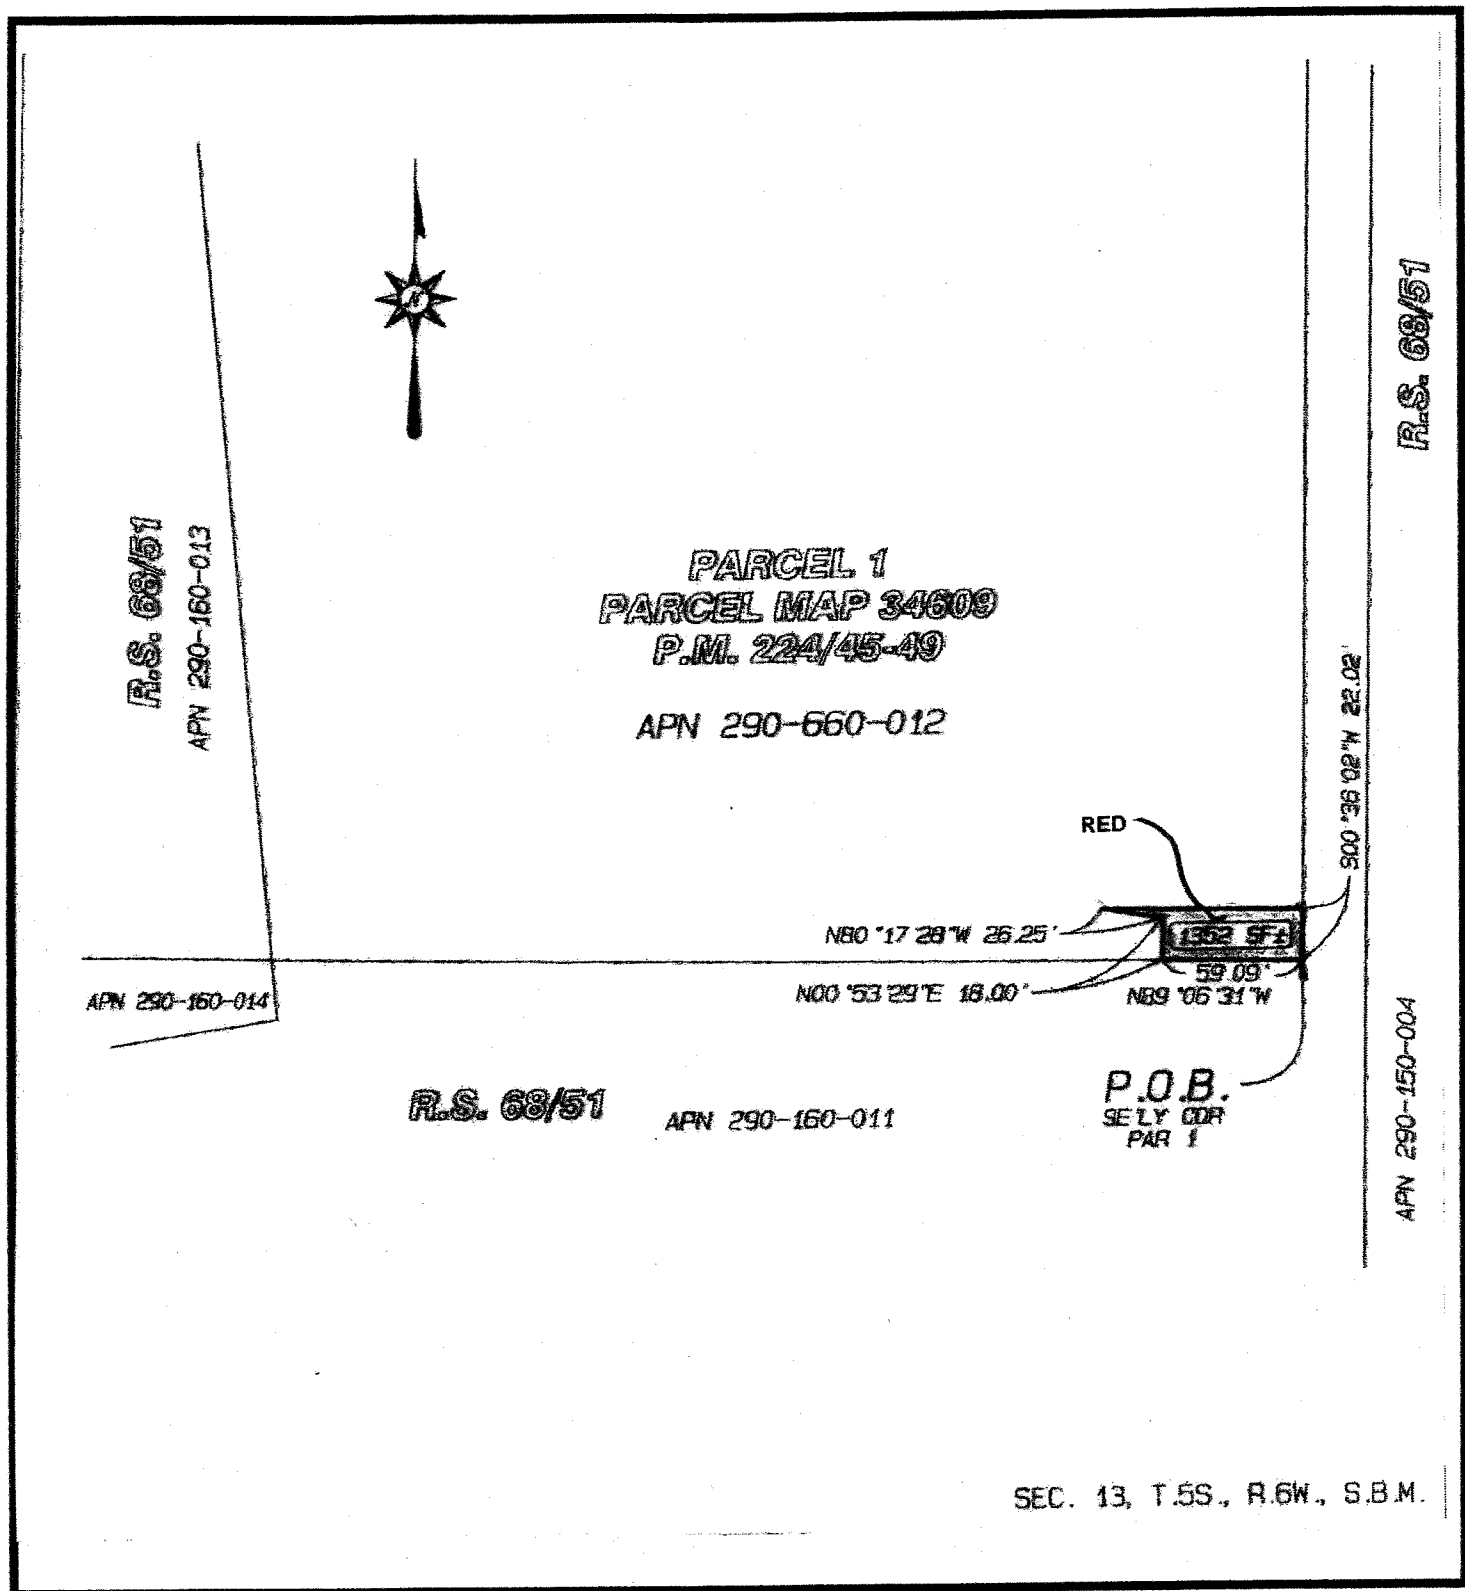 N
R.S. 68/51
R.S. 68/51
APN 290-160-013
PARCEL 1
PARCEL MAP 34609
P.M. 224/45-49
APN 290-660-012
S00°36'02"W 22.02'
RED
N80°17'28"W 26.25'
1352 SF±
59.09'
N89°06'31"W
N00°53'29"E 18.00'
APN 290-160-014
P.O.B.
SE'LY COR
PAR 1
R.S. 68/51
APN 290-160-011
APN 290-150-004
SEC. 13, T.5S., R.6W., S.B.M.